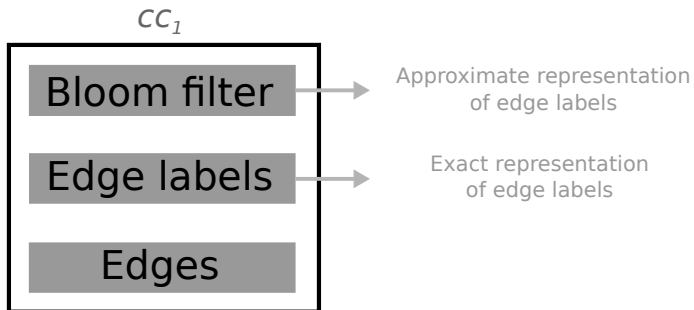 cc1
Bloom filter
Approximate representation
of edge labels
Edge labels
Exact representation
of edge labels
Edges